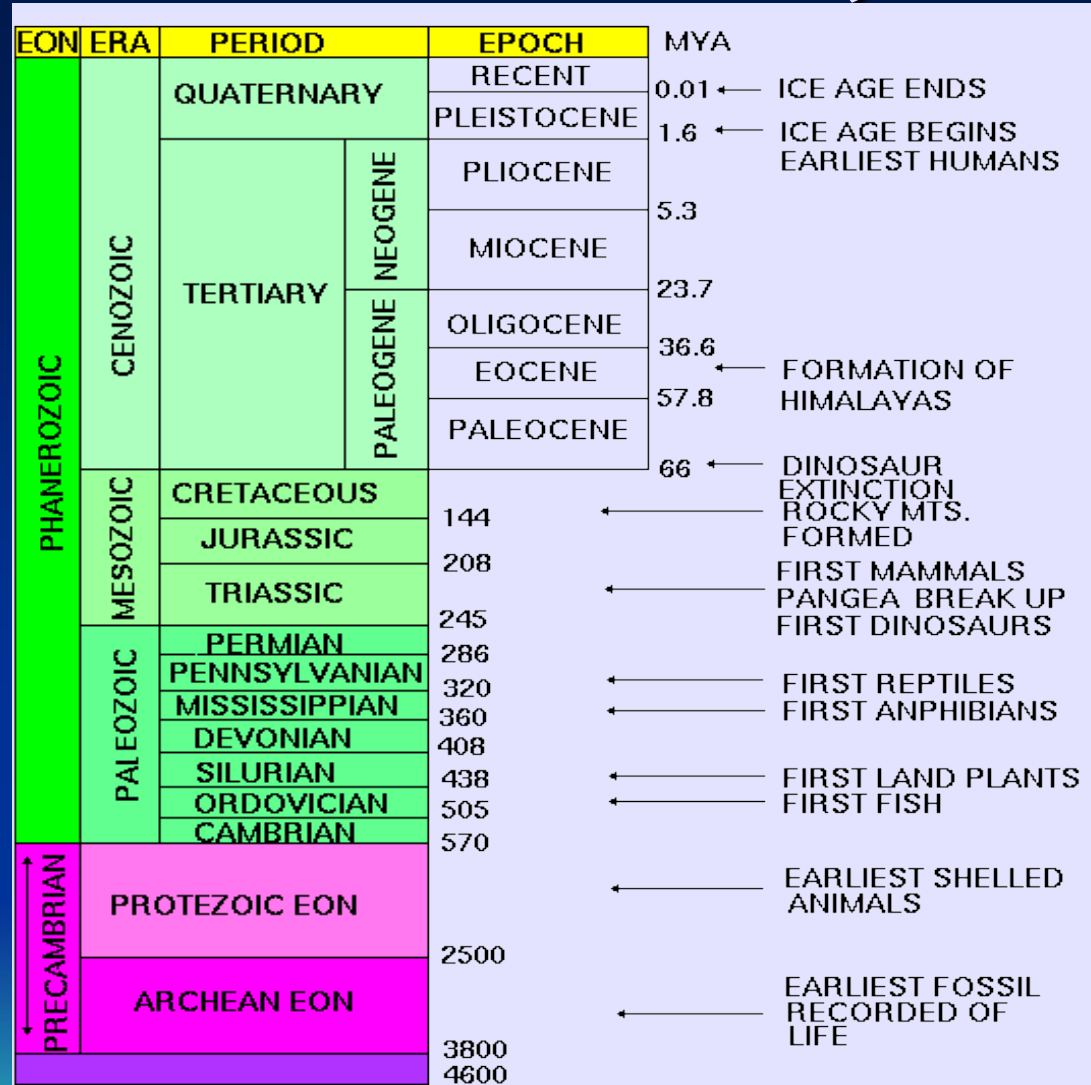 EON ERA PERIOD EPOCH MYA
PHANEROZOIC
CENOZOIC
QUATERNARY
RECENT
0.01 ICE AGE ENDS
PLEISTOCENE
1.6 ICE AGE BEGINS
EARLIEST HUMANS
TERTIARY
NEOGENE
PLIOCENE
5.3
MIOCENE
23.7
PALEOGENE
OLIGOCENE
36.6
EOCENE
FORMATION OF
HIMALAYAS
57.8
PALEOCENE
66 DINOSAUR
EXTINCTION
MESOZOIC
CRETACEOUS
ROCKY MTS.
FORMED
144
JURASSIC
208
TRIASSIC
FIRST MAMMALS
PANGEA BREAK UP
FIRST DINOSAURS
245
PALEOZOIC
PERMIAN
286
PENNSYLVANIAN
FIRST REPTILES
320
MISSISSIPPIAN
FIRST ANPHIBIANS
360
DEVONIAN
408
SILURIAN
FIRST LAND PLANTS
438
ORDOVICIAN
FIRST FISH
505
CAMBRIAN
570
PRECAMBRIAN
PROTEZOIC EON
EARLIEST SHELLED
ANIMALS
2500
ARCHEAN EON
EARLIEST FOSSIL
RECORDED OF
LIFE
3800
4600